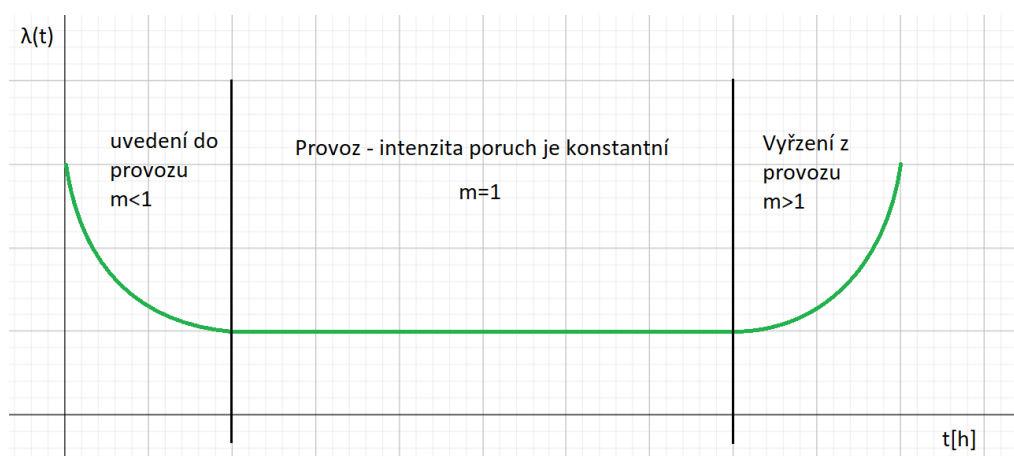 λ(t)
uvedení do
provozu
m<1
Provoz - intenzita poruch je konstantní
m=1
Vyřzení z
provozu
m>1
t[h]